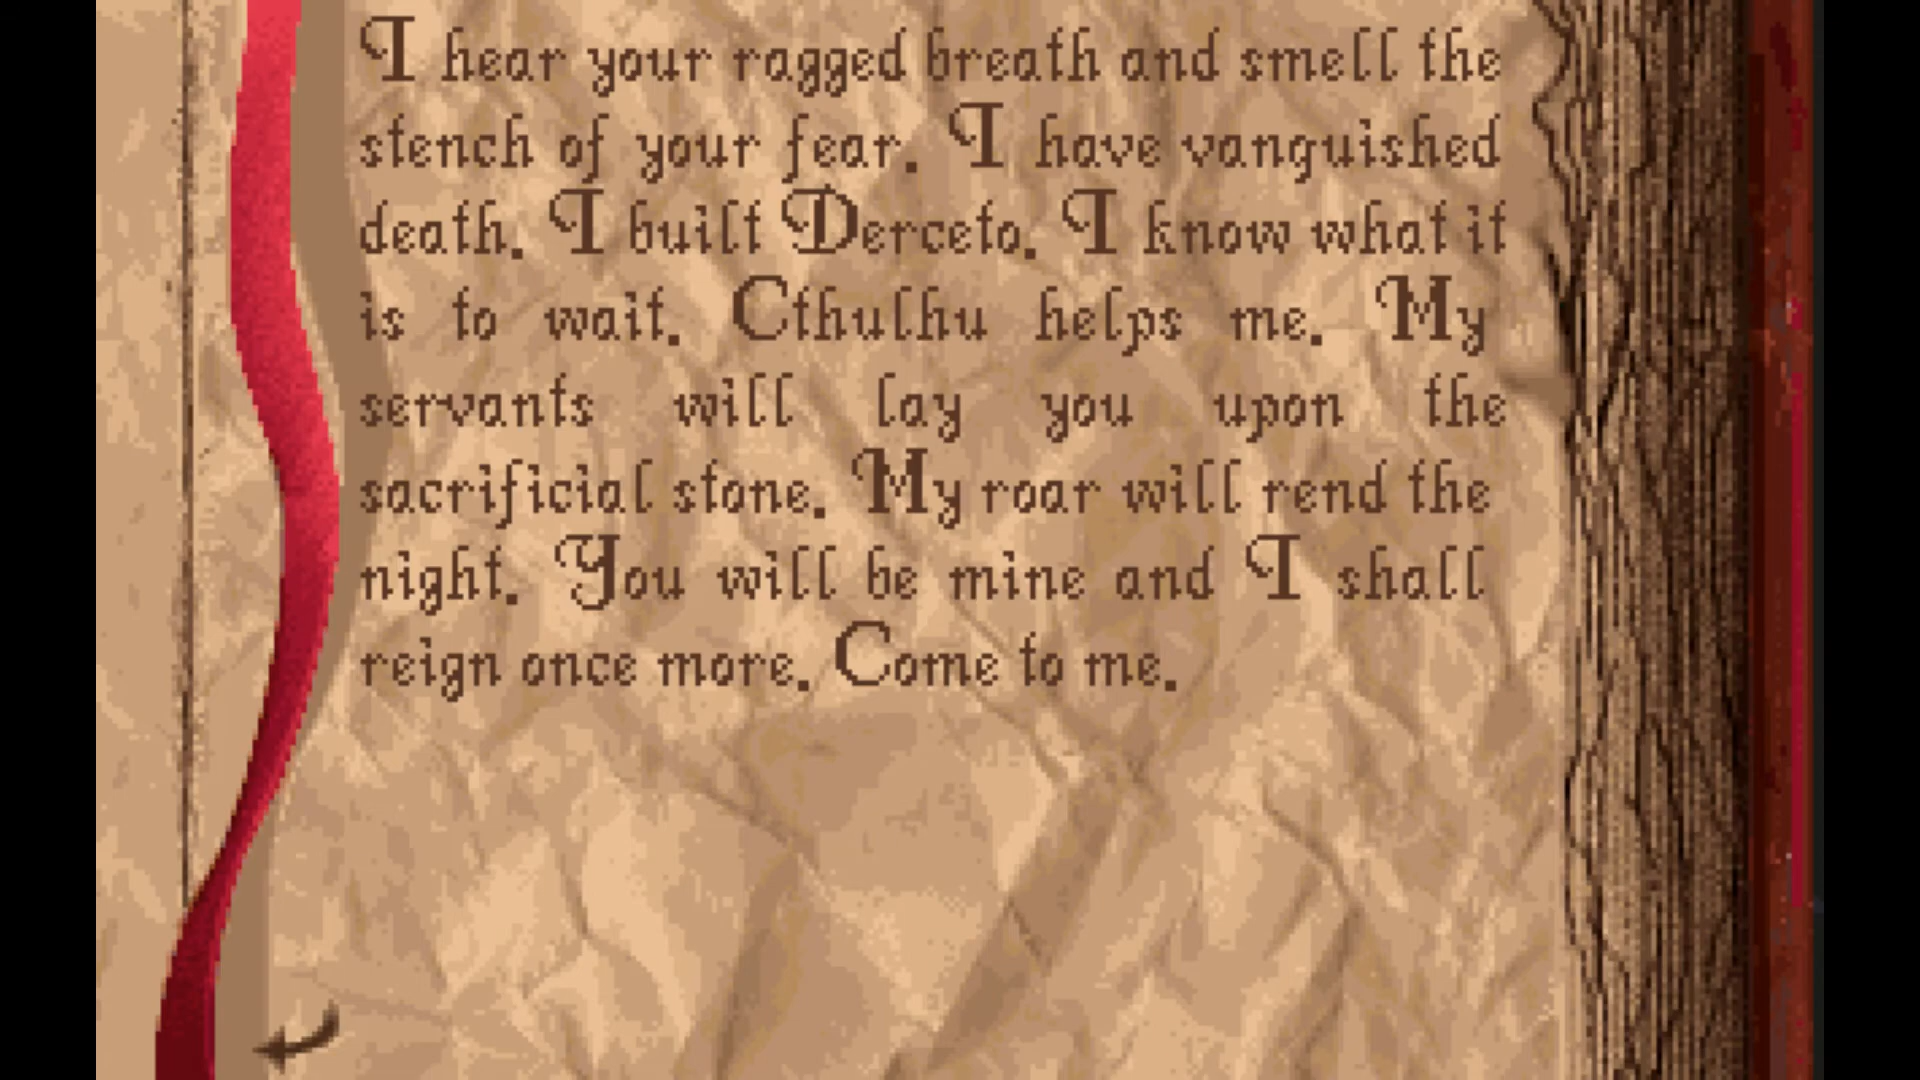 I hear your ragged breath and smell the
stench of your fear. I have vanquished
death. I built Derceto. I know what it
is to wait. Cthulhu helps me. My
servants will lay you upon the
sacrificial stone. My roar will rend the
night. You will be mine and I shall
reign once more. Come to me.